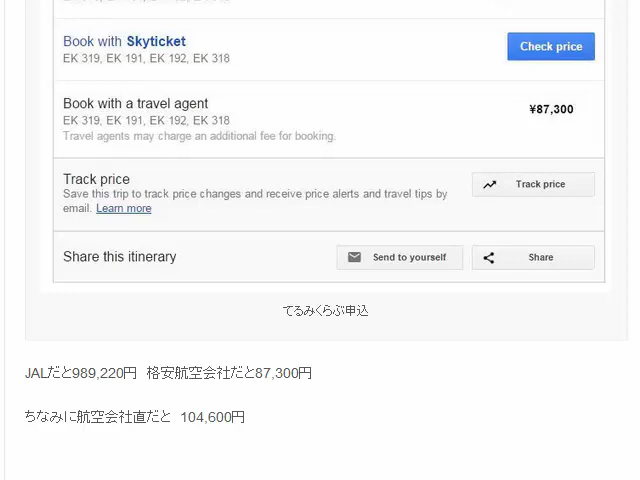 Book with Skyticket
EK 319, EK 191, EK 192, EK 318
Check price
Book with a travel agent
EK 319, EK 191, EK 192, EK 318
Travel agents may charge an additional fee for booking.
¥87,300
Track price
Save this trip to track price changes and receive price alerts and travel tips by
email. Learn more
Track price
Share this itinerary
Send to yourself
Share
てるみくらぶ申込
JALだと989,220円 格安航空会社だと87,300円
ちなみに航空会社直だと 104,600円